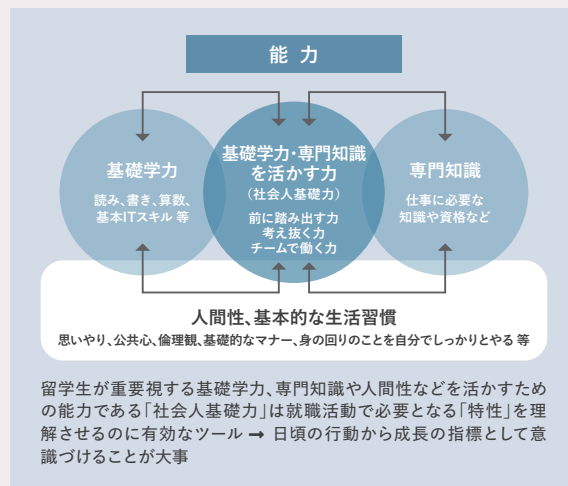 能 力
基礎学力
読み、書き、算数、
基本ITスキル 等
基礎学力・専門知識
を活かす力
（社会人基礎力）
前に踏み出す力
考え抜く力
チームで働く力
専門知識
仕事に必要な
知識や資格など
人間性、基本的な生活習慣
思いやり、公共心、倫理観、基礎的なマナー、身の回りのことを自分でしっかりとやる 等
留学生が重要視する基礎学力、専門知識や人間性などを活かすため
の能力である「社会人基礎力」は就職活動で必要となる「特性」を理
解させるのに有効なツール ➡ 日頃の行動から成長の指標として意
識づけることが大事